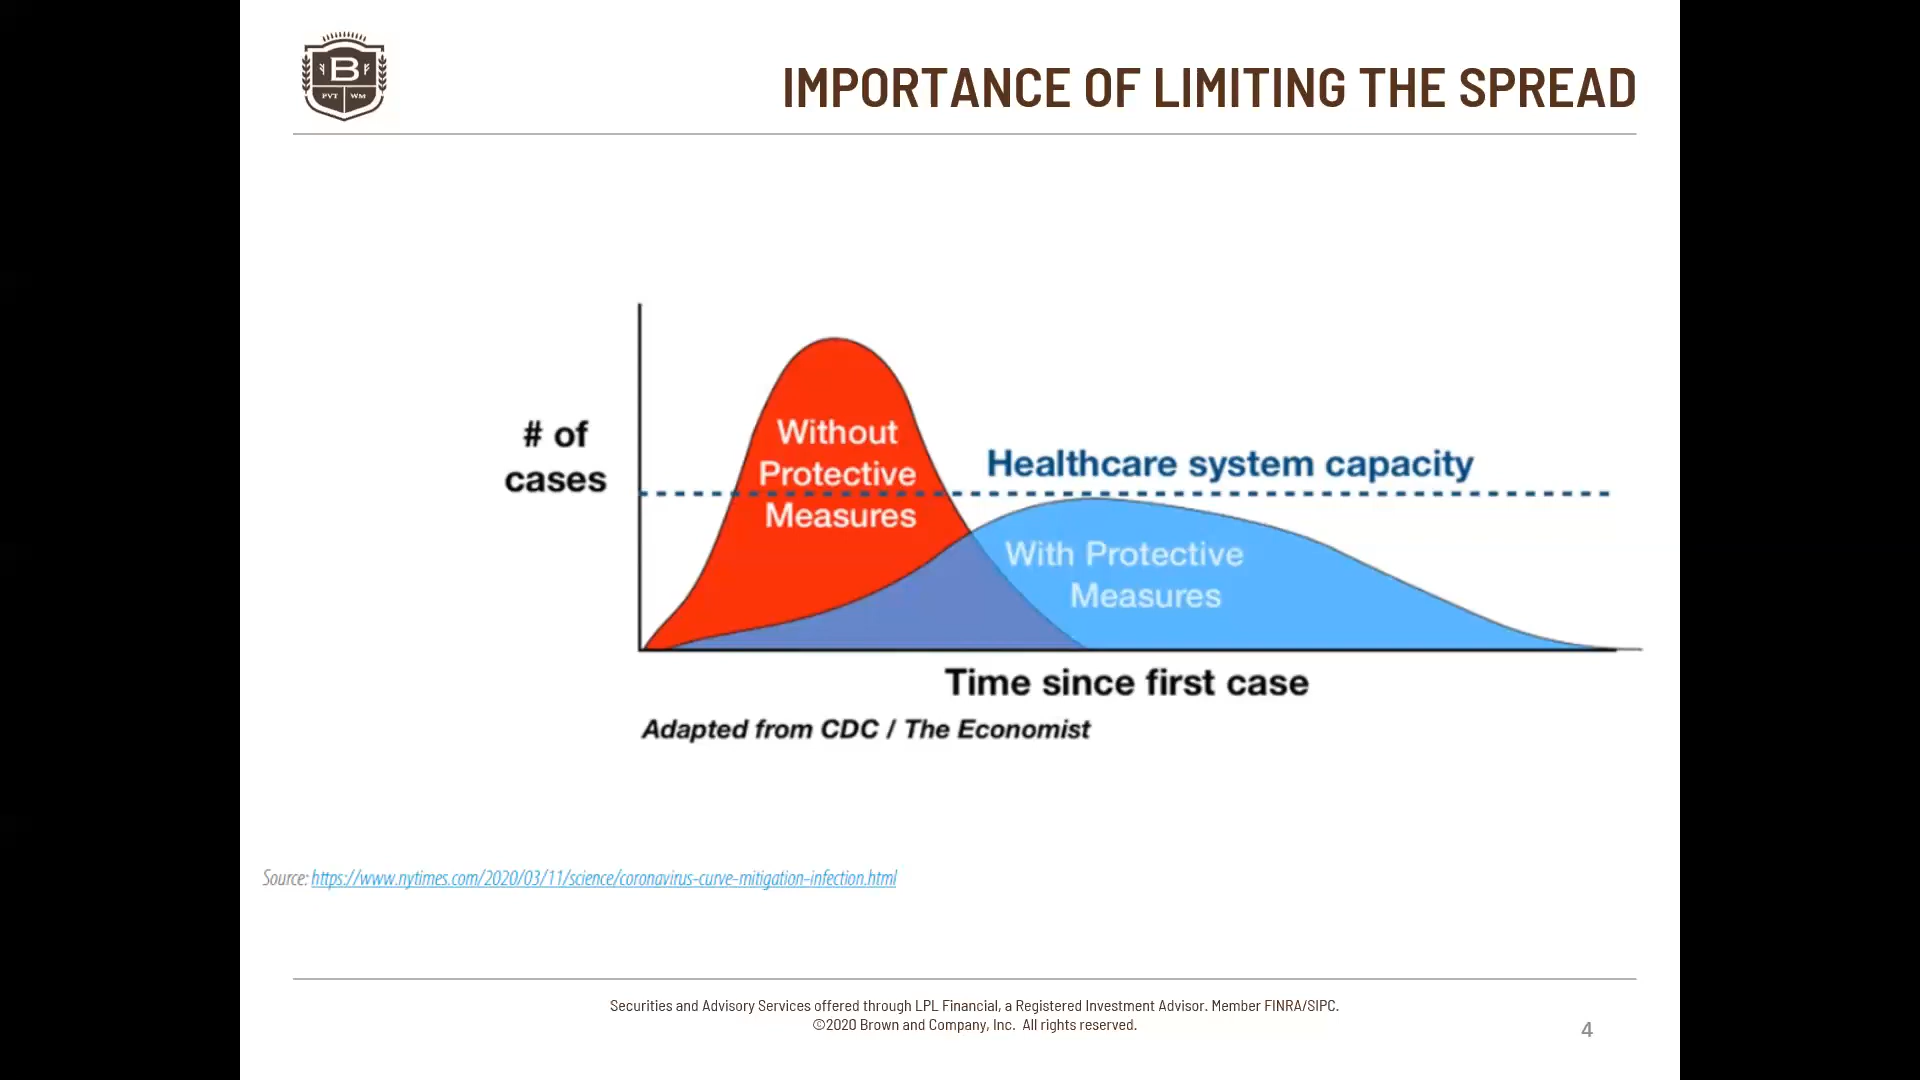 B
PVT WM
IMPORTANCE OF LIMITING THE SPREAD
# of
cases
Without
Protective
Measures
Healthcare system capacity
With Protective
Measures
Time since first case
Adapted from CDC / The Economist
Source: https://www.nytimes.com/2020/03/11/science/coronavirus-curve-mitigation-infection.html
Securities and Advisory Services offered through LPL Financial, a Registered Investment Advisor. Member FINRA/SIPC.
©2020 Brown and Company, Inc. All rights reserved.
4